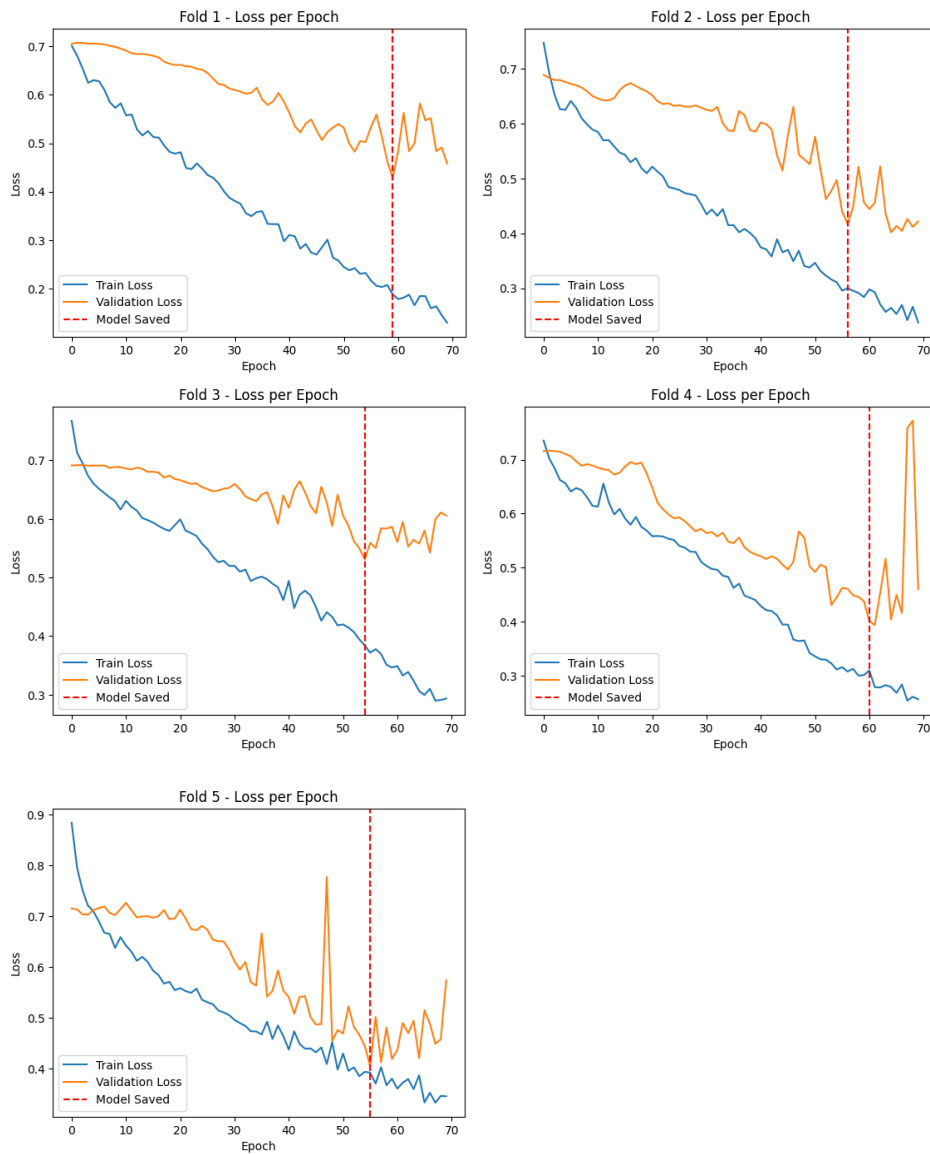 Fold 1 - Loss per Epoch
0.7
0.6
0.5
0.4
0.3
0.2
Loss
Train Loss
Validation Loss
Model Saved
0 10 20 30 40 50 60 70
Epoch
Fold 2 - Loss per Epoch
0.7
0.6
0.5
0.4
0.3
Loss
Train Loss
Validation Loss
Model Saved
0 10 20 30 40 50 60 70
Epoch
Fold 3 - Loss per Epoch
0.7
0.6
0.5
0.4
0.3
Loss
Train Loss
Validation Loss
Model Saved
0 10 20 30 40 50 60 70
Epoch
Fold 4 - Loss per Epoch
0.7
0.6
0.5
0.4
0.3
Loss
Train Loss
Validation Loss
Model Saved
0 10 20 30 40 50 60 70
Epoch
Fold 5 - Loss per Epoch
0.9
0.8
0.7
0.6
0.5
0.4
Loss
Train Loss
Validation Loss
Model Saved
0 10 20 30 40 50 60 70
Epoch